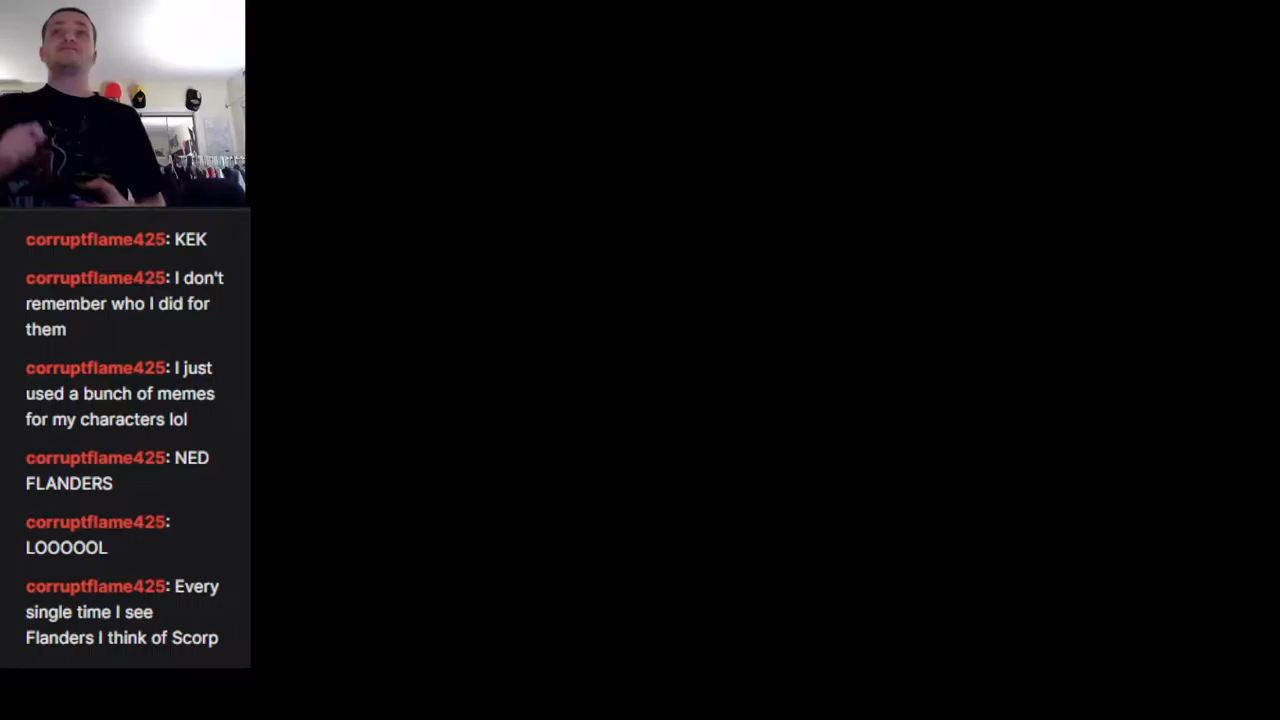 corruptflame425: KEK
corruptflame425: I don't
remember who I did for
them
corruptflame425: I just
used a bunch of memes
for my characters lol
corruptflame425: NED
FLANDERS
corruptflame425:
LOOOOOL
corruptflame425: Every
single time I see
Flanders I think of Scorp